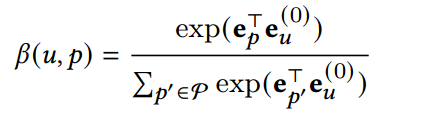 β(u, p) = exp(e_p^⊤ e_u^(0)) / ∑_{p′∈𝒫} exp(e_{p′}^⊤ e_u^(0))